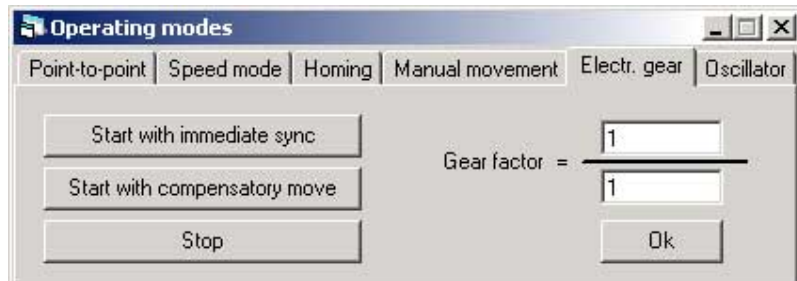 Operating modes
Point-to-point Speed mode Homing Manual movement Electr. gear Oscillator
Start with immediate sync
Start with compensatory move
Stop
Gear factor =
1
1
Ok